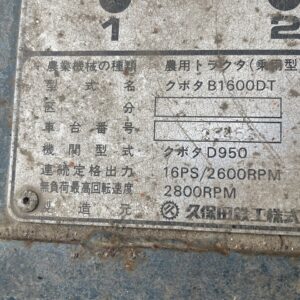 1 2
農業機械の種類 農用トラクタ(乗用型
型式名 クボタB1600DT
区分
車台番号
機関型式 クボタD950
連続定格出力 16PS/2600RPM
無負荷最高回転速度 2800RPM
造元 久保田鉄工株式